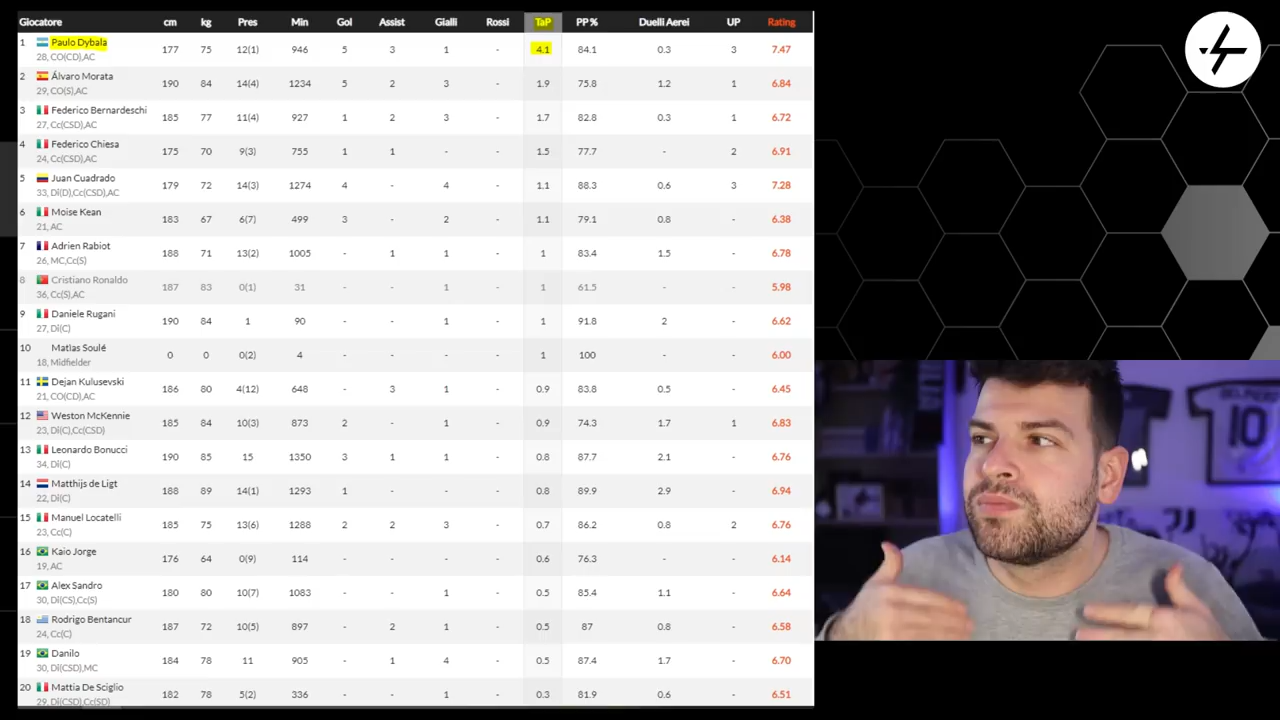 Giocatore cm kg Pres Min Gol Assist Gialli Rossi TaP PP% Duelli Aerei UP Rating
1 Paulo Dybala 177 75 12(1) 946 5 3 1 - 4.1 84.1 0.3 3 7.47
28, CO(CD),AC
2 Álvaro Morata 190 84 14(4) 1234 5 2 3 - 1.9 75.8 1.2 1 6.84
29, CO(S),AC
3 Federico Bernardeschi 185 77 11(4) 927 1 2 3 - 1.7 82.8 0.3 1 6.72
27, Cc(CSD),AC
4 Federico Chiesa 175 70 9(3) 755 1 1 - - 1.5 77.7 - 2 6.91
24, Cc(CSD),AC
5 Juan Cuadrado 179 72 14(3) 1274 4 - 4 - 1.1 88.3 0.6 3 7.28
33, Di(D),Cc(CSD),AC
6 Moise Kean 183 67 6(7) 499 3 - 2 - 1.1 79.1 0.8 - 6.38
21, AC
7 Adrien Rabiot 188 71 13(2) 1005 - 1 1 - 1 83.4 1.5 - 6.78
26, MC,Cc(S)
8 Cristiano Ronaldo 187 83 0(1) 31 - - 1 - 1 61.5 - - 5.98
36, Cc(S),AC
9 Daniele Rugani 190 84 1 90 - - 1 - 1 91.8 2 - 6.62
27, Di(C)
10 Matìas Soulé 0 0 0(2) 4 - - - - 1 100 - - 6.00
18, Midfielder
11 Dejan Kulusevski 186 80 4(12) 648 - 3 1 - 0.9 83.8 0.5 - 6.45
21, CO(CD),AC
12 Weston McKennie 185 84 10(3) 873 2 - 1 - 0.9 74.3 1.7 1 6.83
23, Di(C),Cc(CSD)
13 Leonardo Bonucci 190 85 15 1350 3 1 1 - 0.8 87.7 2.1 - 6.76
34, Di(C)
14 Matthijs de Ligt 188 89 14(1) 1293 1 - - - 0.8 89.9 2.9 - 6.94
22, Di(C)
15 Manuel Locatelli 185 75 13(6) 1288 2 2 3 - 0.7 86.2 0.8 2 6.76
23, Cc(C)
16 Kaio Jorge 176 64 0(9) 114 - - - - 0.6 76.3 - - 6.14
19, AC
17 Alex Sandro 180 80 10(7) 1083 - - 1 - 0.5 85.4 1.1 - 6.64
30, Di(CS),Cc(S)
18 Rodrigo Bentancur 187 72 10(5) 897 - 2 1 - 0.5 87 0.8 - 6.58
24, Cc(C)
19 Danilo 184 78 11 905 - 1 4 - 0.5 87.4 1.7 - 6.70
30, Di(CSD),MC
20 Mattia De Sciglio 182 78 5(2) 336 - - 1 - 0.3 81.9 0.6 - 6.51
29, Di(CSD),Cc(SD)
10